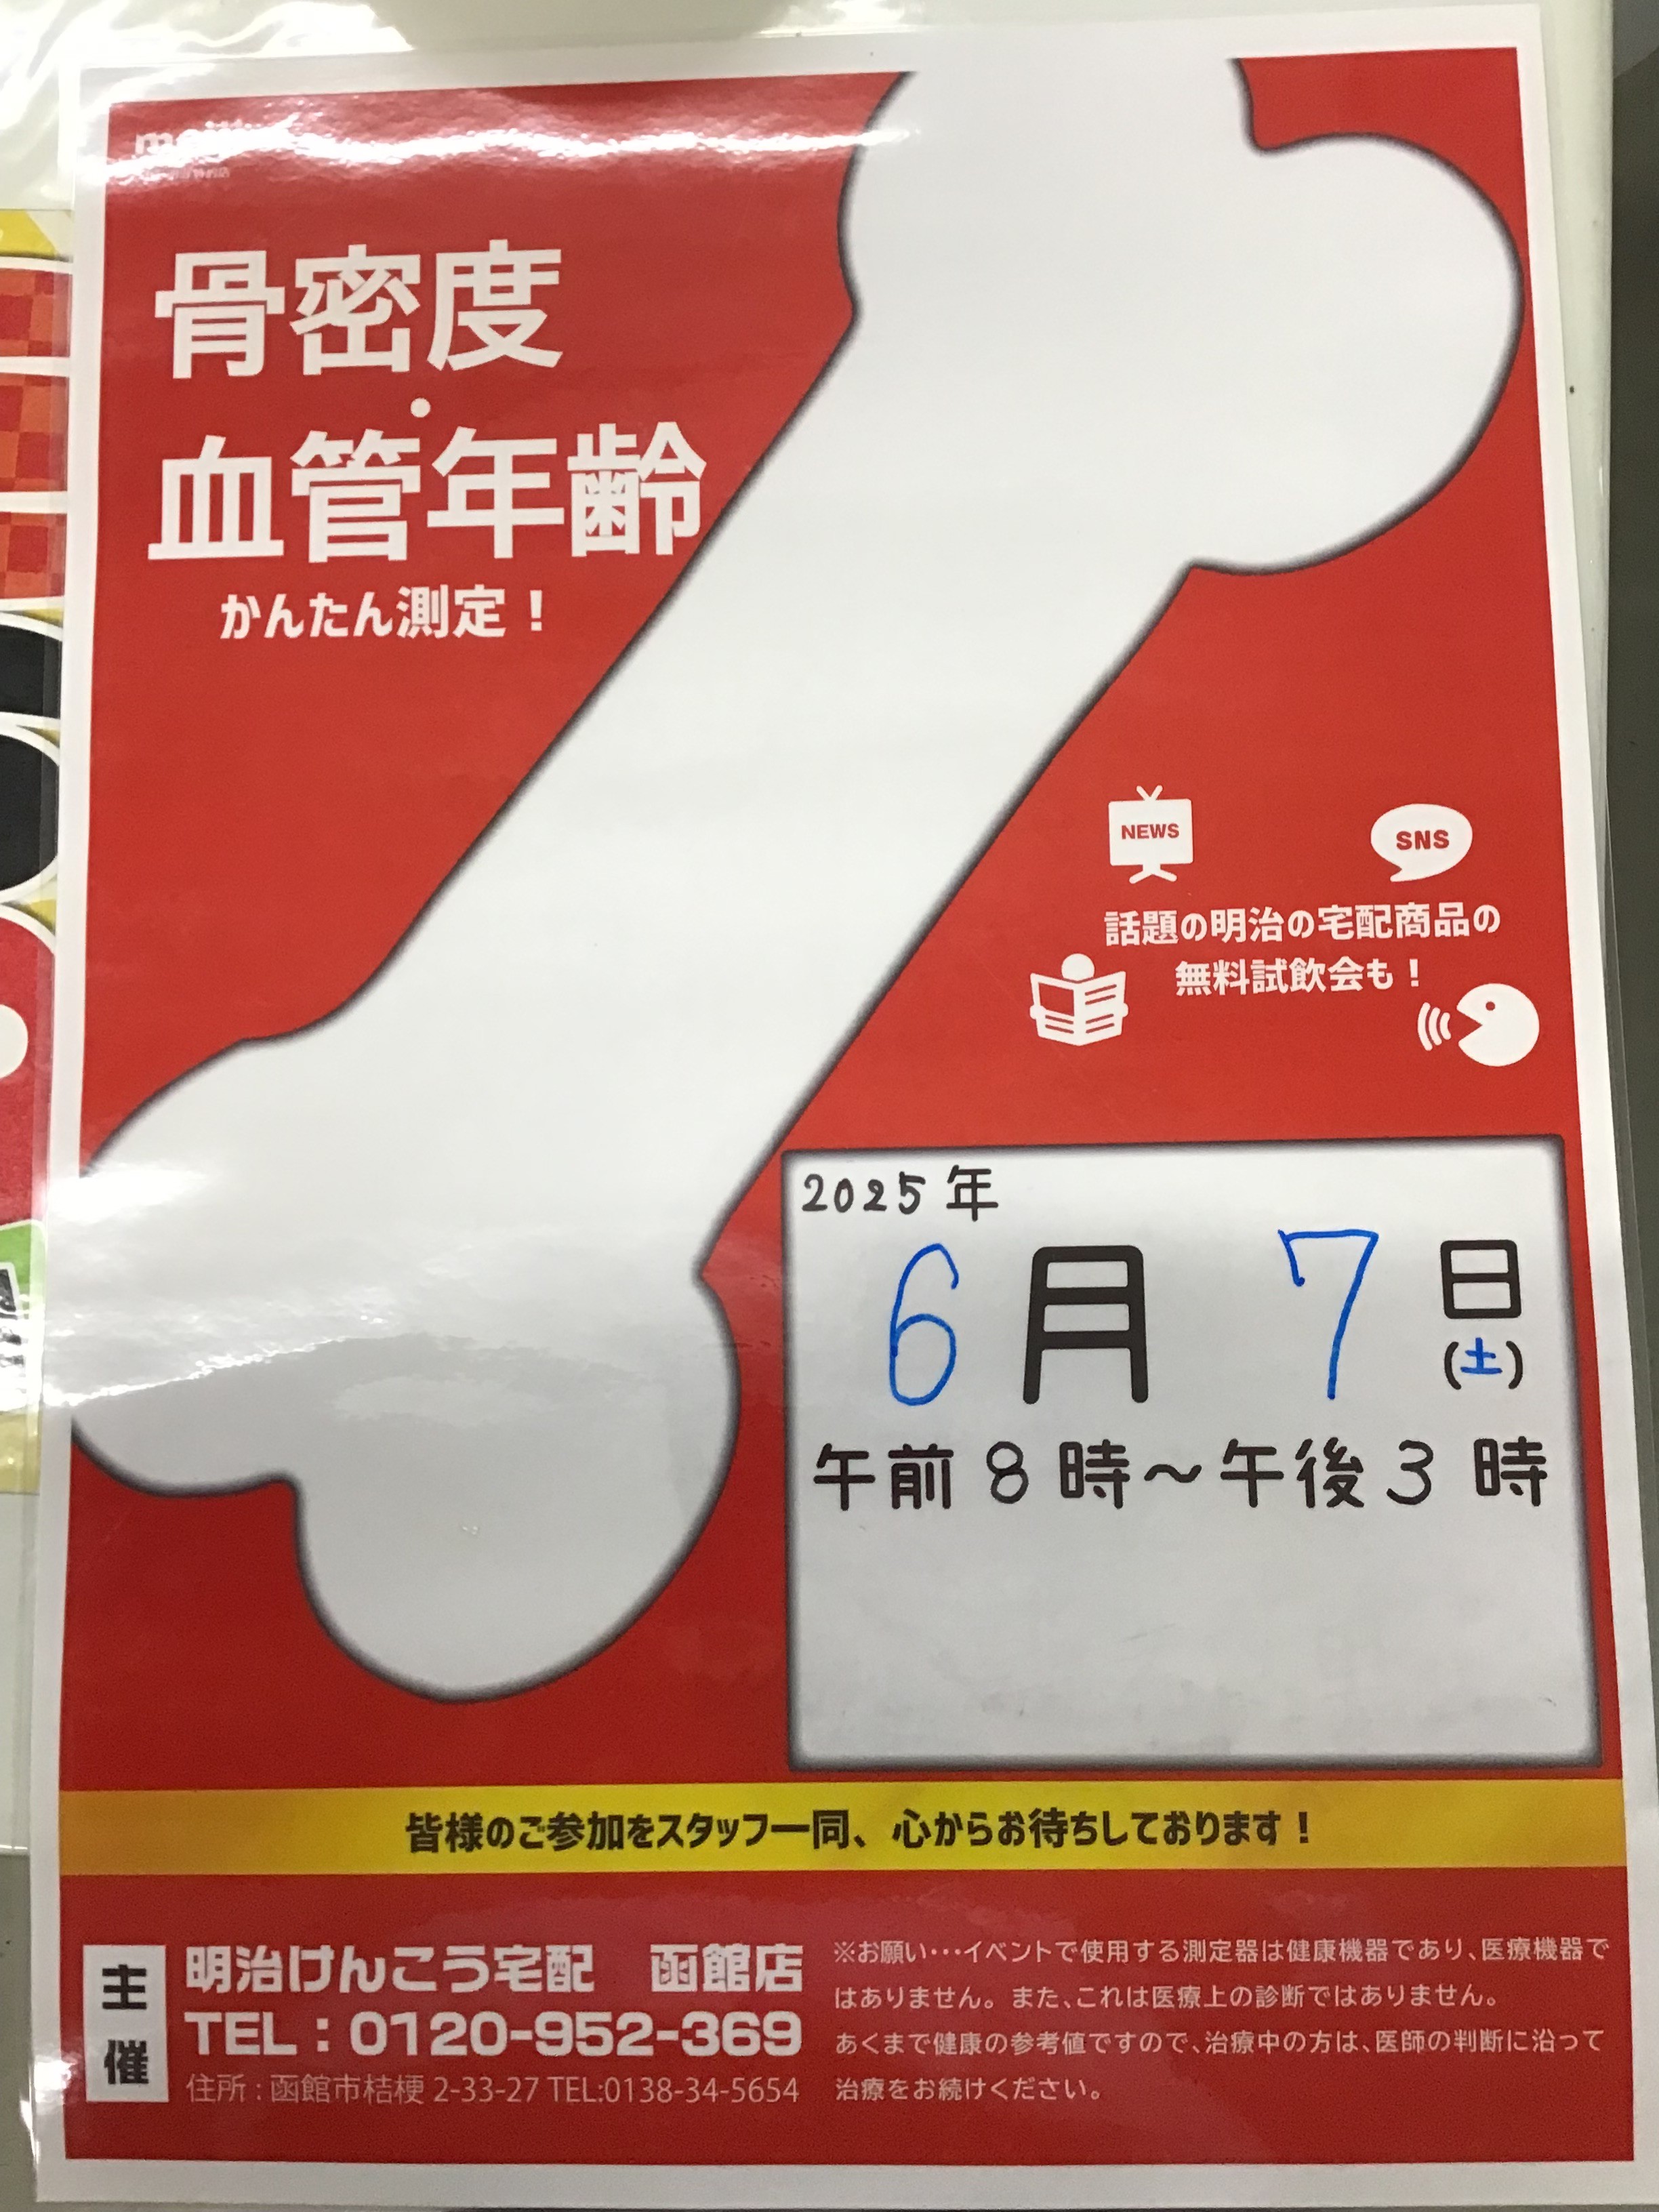 骨密度
・
血管年齢
かんたん測定！
NEWS
SNS
話題の明治の宅配商品の
無料試飲会も！
2025年
6月 7日
(土)
午前8時～午後3時
皆様のご参加をスタッフ一同、心からお待ちしております！
主催
明治けんこう宅配 函館店
TEL：0120-952-369
住所：函館市桔梗 2-33-27 TEL:0138-34-5654
※お願い…イベントで使用する測定器は健康機器であり、医療機器で
はありません。また、これは医療上の診断ではありません。
あくまで健康の参考値ですので、治療中の方は、医師の判断に沿って
治療をお続けください。